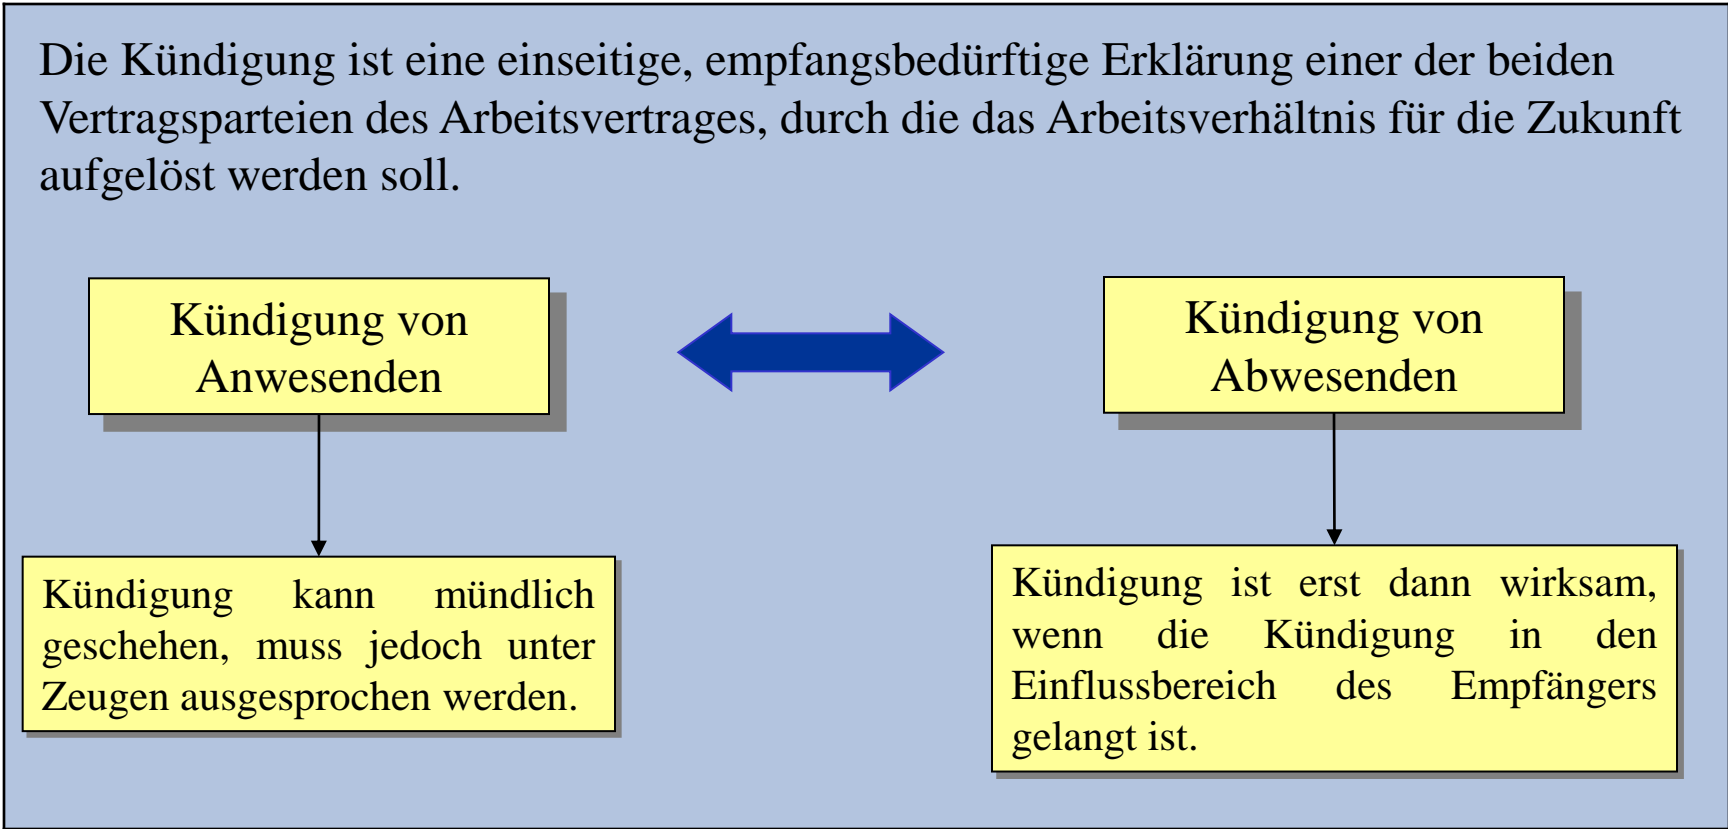 Die Kündigung ist eine einseitige, empfangsbedürftige Erklärung einer der beiden
Vertragsparteien des Arbeitsvertrages, durch die das Arbeitsverhältnis für die Zukunft
aufgelöst werden soll.
Kündigung von
Anwesenden
Kündigung von
Abwesenden
Kündigung kann mündlich
geschehen, muss jedoch unter
Zeugen ausgesprochen werden.
Kündigung ist erst dann wirksam,
wenn die Kündigung in den
Einflussbereich des Empfängers
gelangt ist.